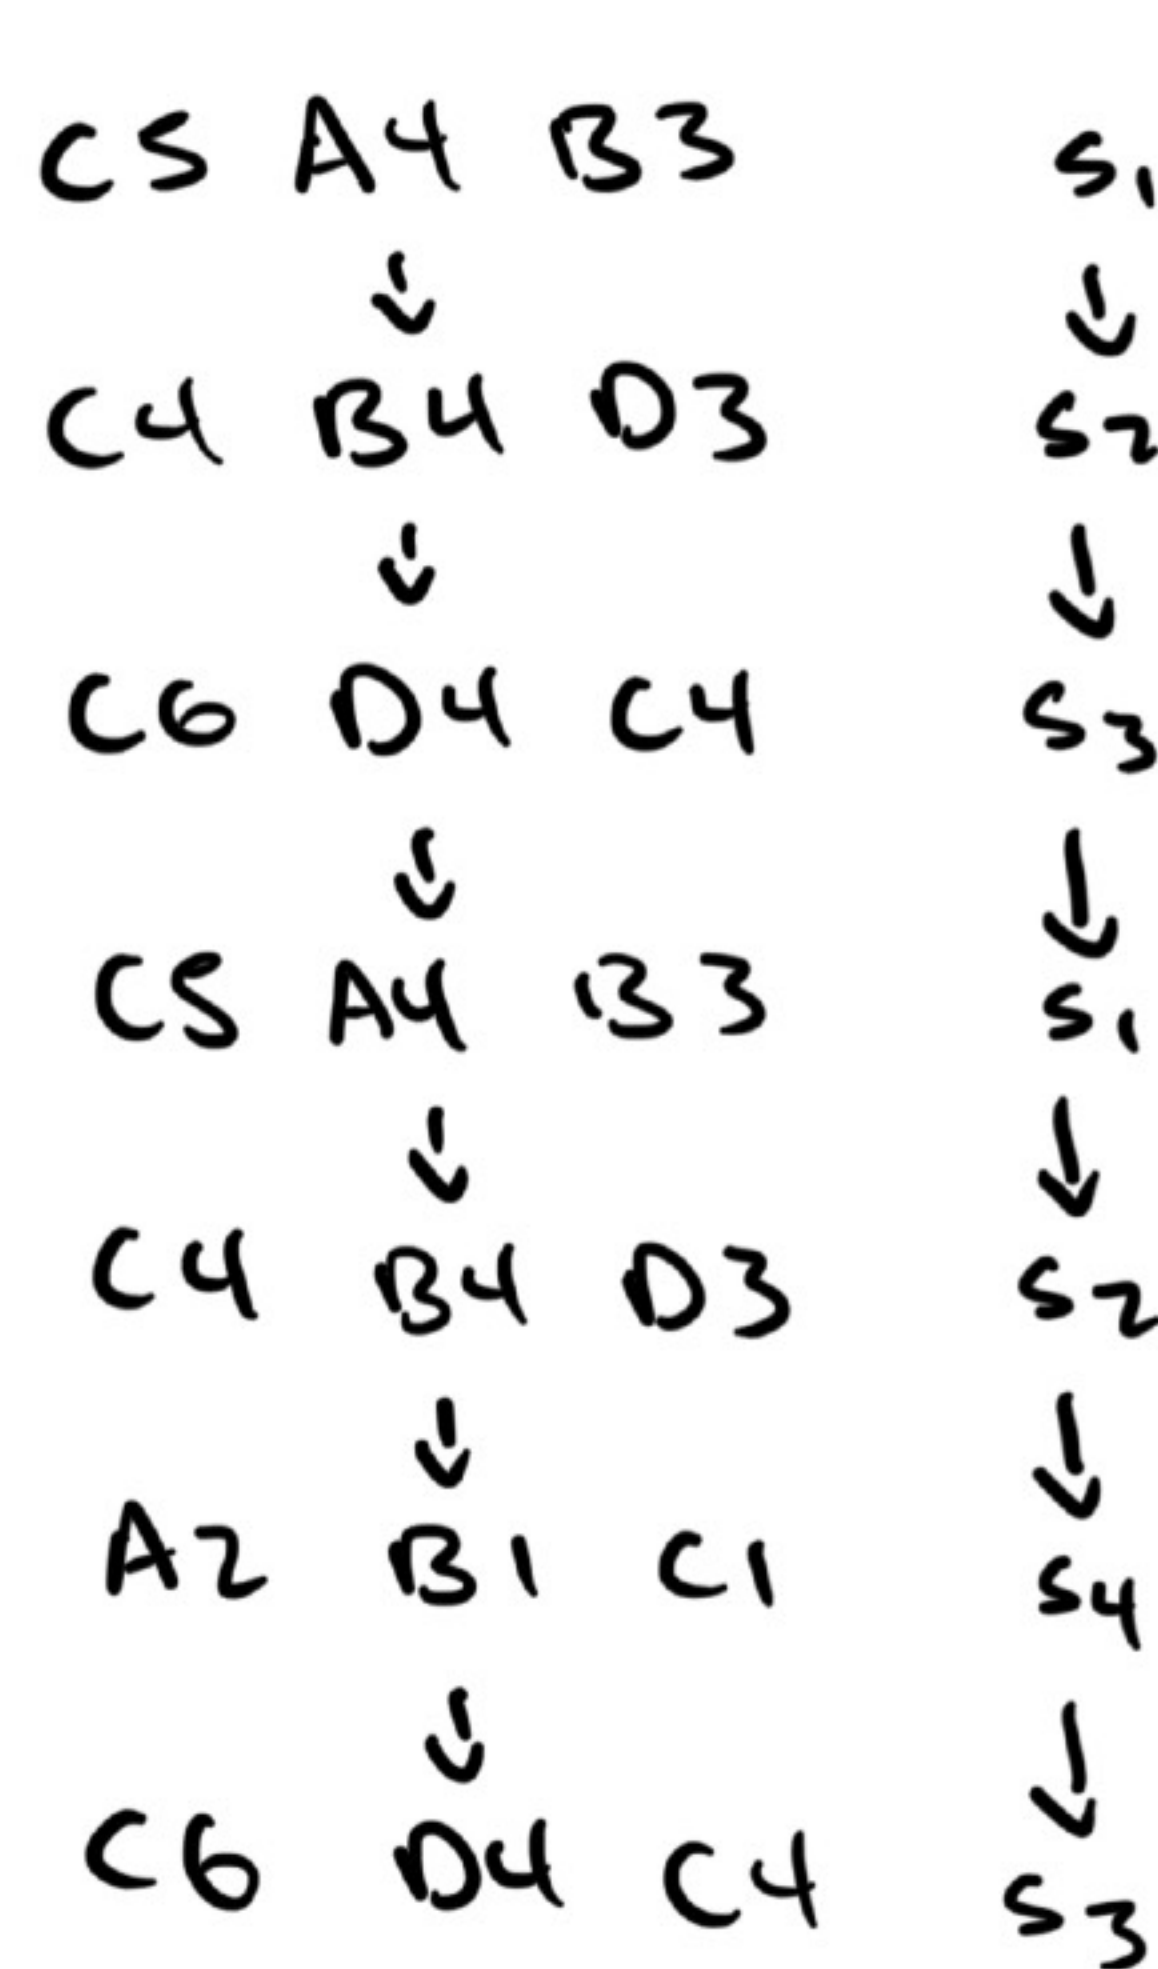 C5 A4 B3 S1
↓ ↓
C4 B4 D3 S2
↓ ↓
C6 D4 C4 S3
↓ ↓
C5 A4 B3 S1
↓ ↓
C4 B4 D3 S2
↓ ↓
A2 B1 C1 S4
↓ ↓
C6 D4 C4 S3